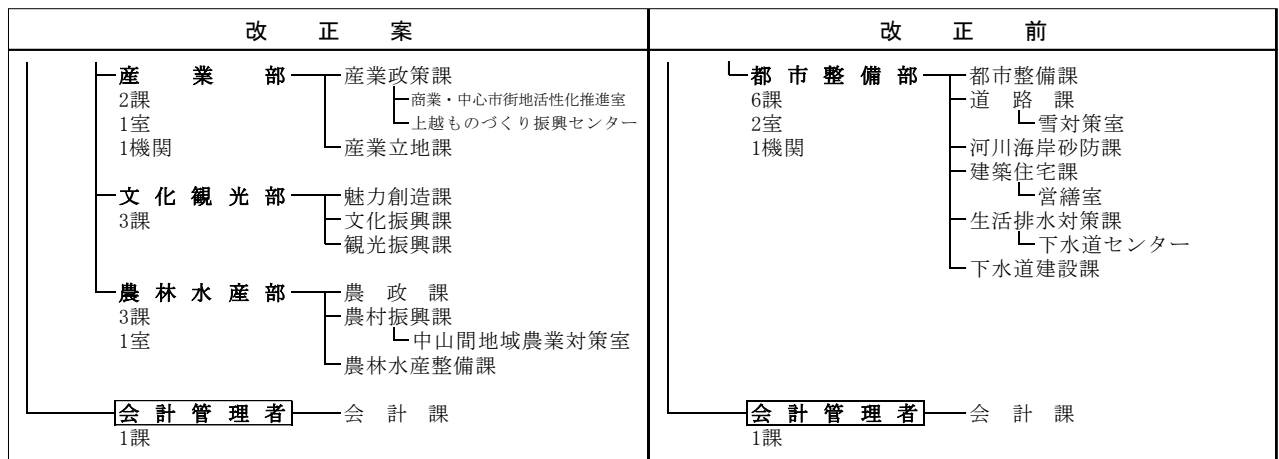 改正案
産業部 産業政策課
2課 商業・中心市街地活性化推進室
1室 上越ものづくり振興センター
1機関 産業立地課
文化観光部 魅力創造課
3課 文化振興課
観光振興課
農林水産部 農政課
3課 農村振興課
1室 中山間地域農業対策室
農林水産整備課
会計管理者 会計課
1課
改正前
都市整備部 都市整備課
6課 道路課
2室 雪対策室
1機関 河川海岸砂防課
建築住宅課
営繕室
生活排水対策課
下水道センター
下水道建設課
会計管理者 会計課
1課